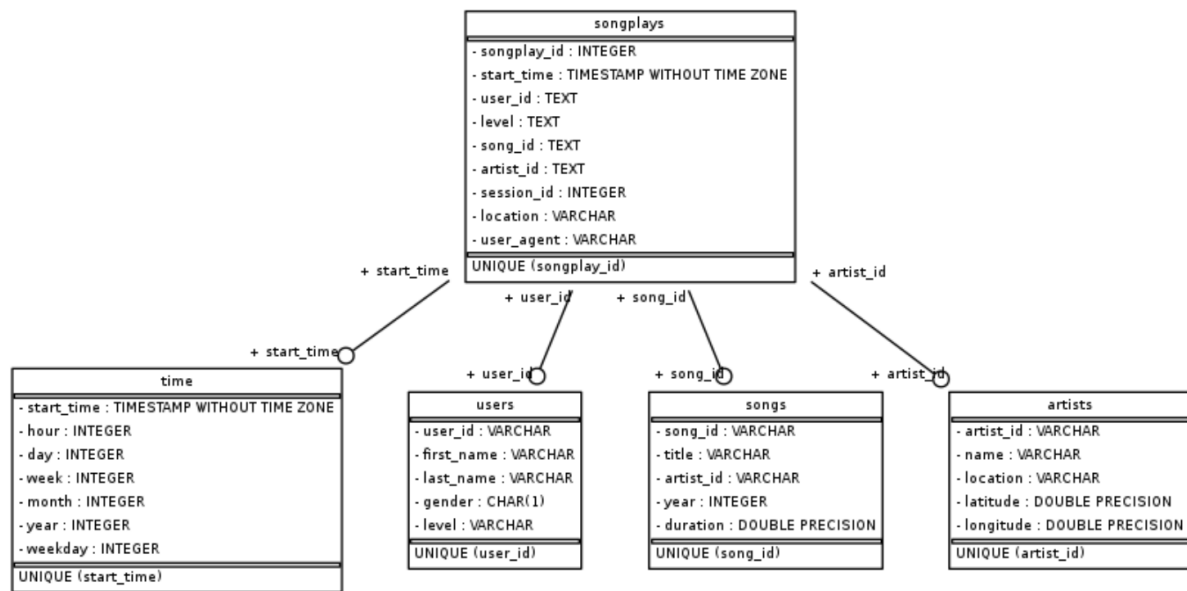 songplays
- songplay_id : INTEGER
- start_time : TIMESTAMP WITHOUT TIME ZONE
- user_id : TEXT
- level : TEXT
- song_id : TEXT
- artist_id : TEXT
- session_id : INTEGER
- location : VARCHAR
- user_agent : VARCHAR
UNIQUE (songplay_id)
+ start_time
+ user_id
+ song_id
+ artist_id
+ start_time
+ user_id
+ song_id
+ artist_id
time
- start_time : TIMESTAMP WITHOUT TIME ZONE
- hour : INTEGER
- day : INTEGER
- week : INTEGER
- month : INTEGER
- year : INTEGER
- weekday : INTEGER
UNIQUE (start_time)
users
- user_id : VARCHAR
- first_name : VARCHAR
- last_name : VARCHAR
- gender : CHAR(1)
- level : VARCHAR
UNIQUE (user_id)
songs
- song_id : VARCHAR
- title : VARCHAR
- artist_id : VARCHAR
- year : INTEGER
- duration : DOUBLE PRECISION
UNIQUE (song_id)
artists
- artist_id : VARCHAR
- name : VARCHAR
- location : VARCHAR
- latitude : DOUBLE PRECISION
- longitude : DOUBLE PRECISION
UNIQUE (artist_id)